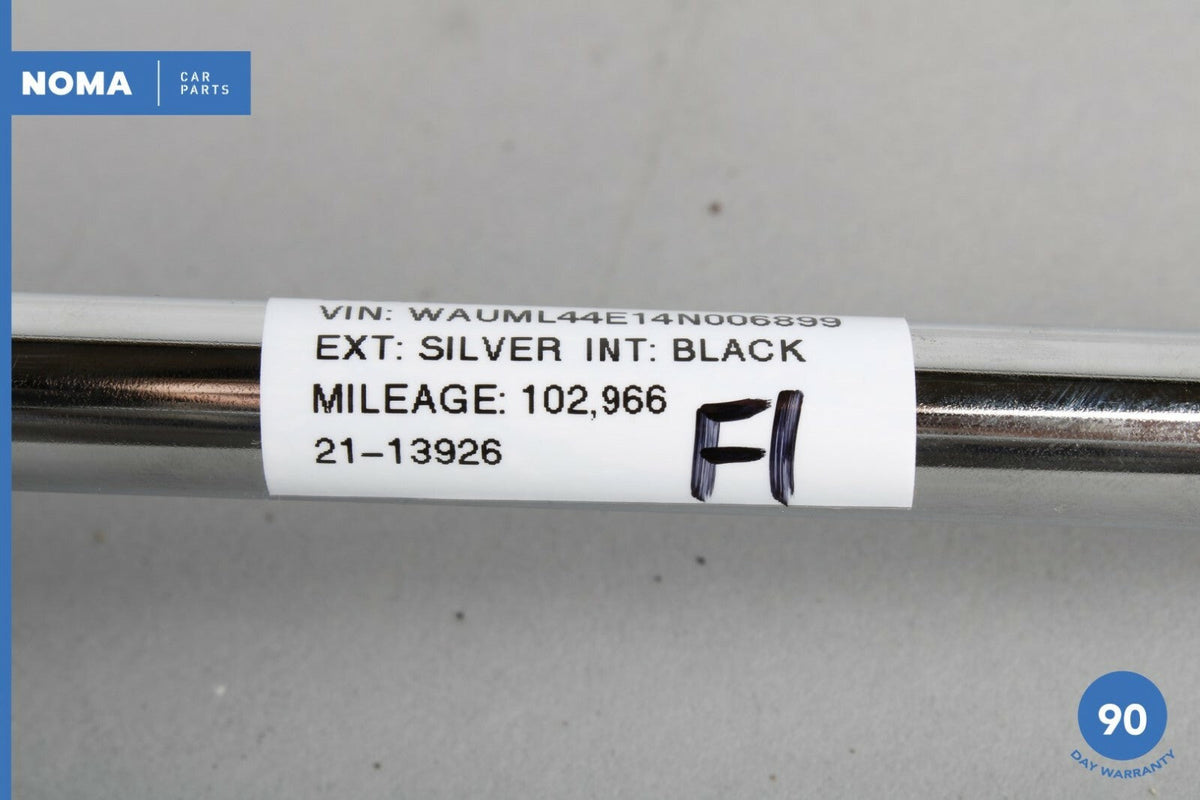 NOMA
CAR
PARTS
VIN: WAUML44E14N006899
EXT: SILVER INT: BLACK
MILEAGE: 102,966
21-13926
F1
90
DAY WARRANTY